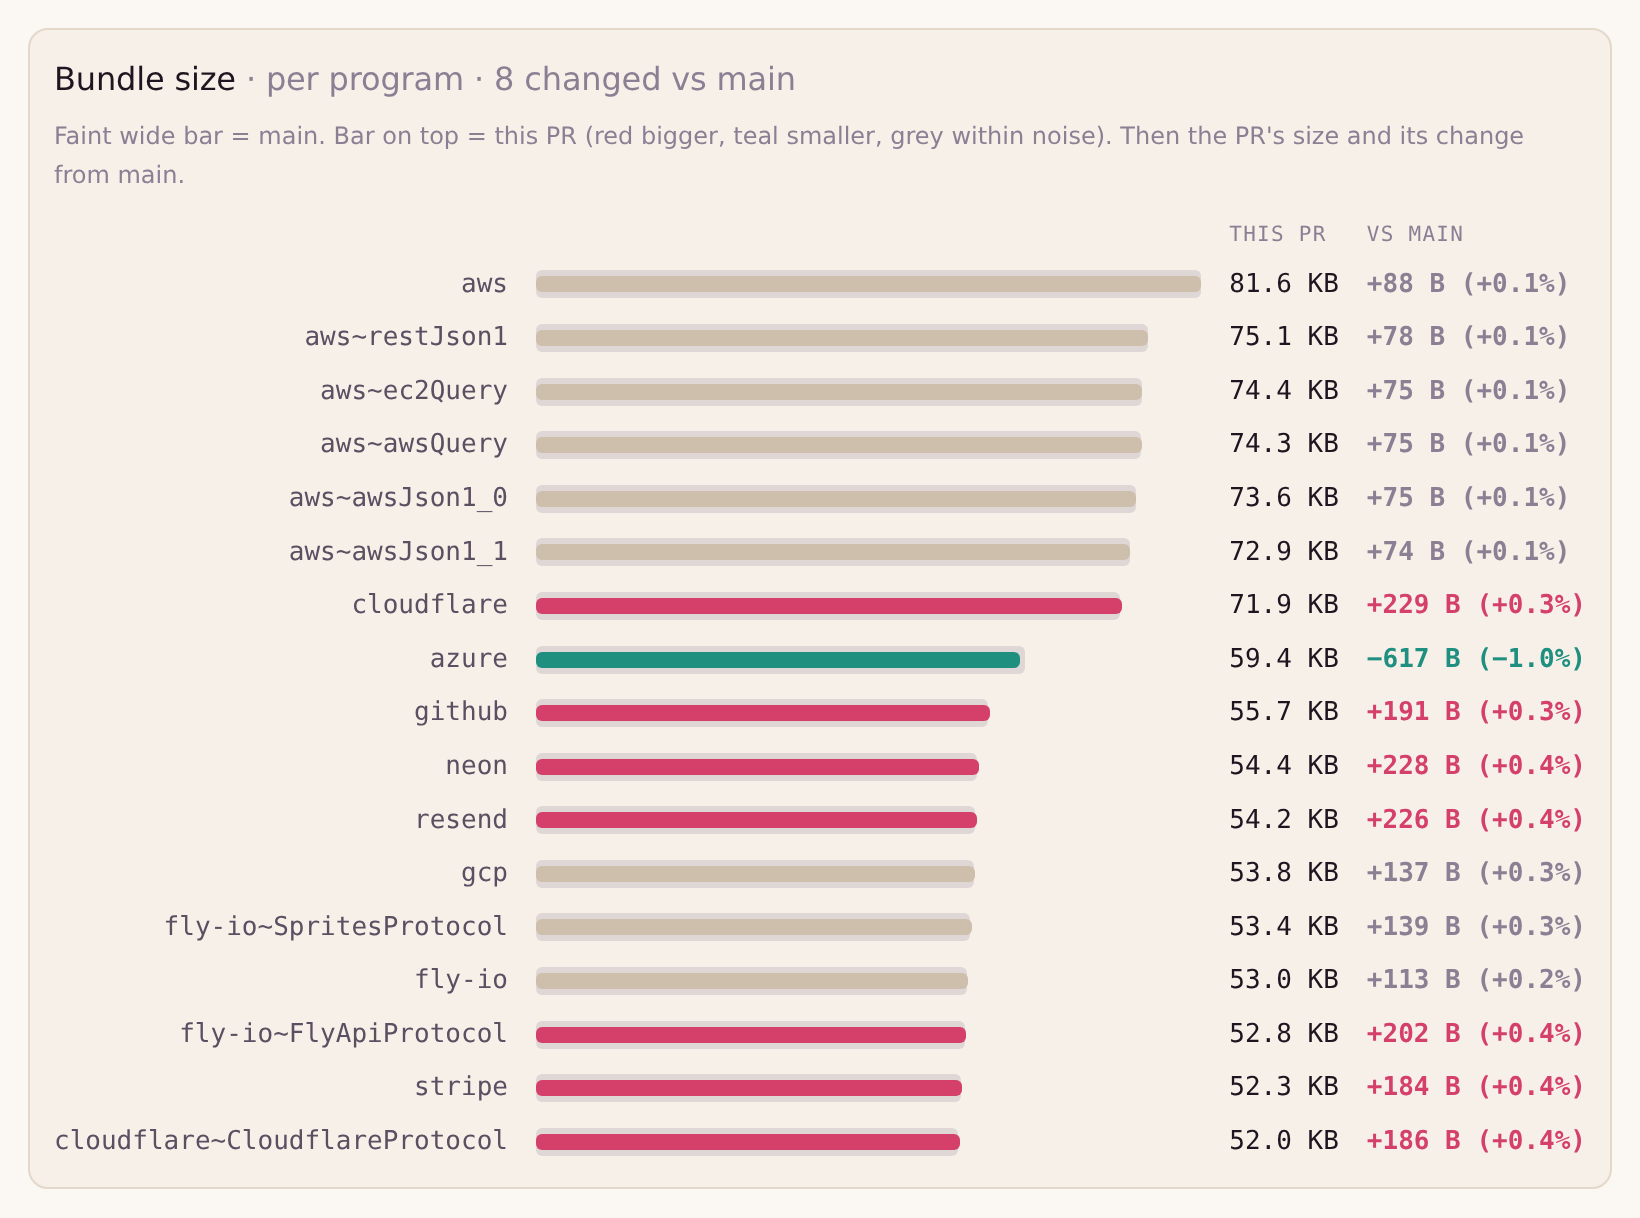 Bundle size · per program · 8 changed vs main
Faint wide bar = main. Bar on top = this PR (red bigger, teal smaller, grey within noise). Then the PR's size and its change
from main.
THIS PR VS MAIN
aws 81.6 KB +88 B (+0.1%)
aws~restJson1 75.1 KB +78 B (+0.1%)
aws~ec2Query 74.4 KB +75 B (+0.1%)
aws~awsQuery 74.3 KB +75 B (+0.1%)
aws~awsJson1_0 73.6 KB +75 B (+0.1%)
aws~awsJson1_1 72.9 KB +74 B (+0.1%)
cloudflare 71.9 KB +229 B (+0.3%)
azure 59.4 KB −617 B (−1.0%)
github 55.7 KB +191 B (+0.3%)
neon 54.4 KB +228 B (+0.4%)
resend 54.2 KB +226 B (+0.4%)
gcp 53.8 KB +137 B (+0.3%)
fly-io~SpritesProtocol 53.4 KB +139 B (+0.3%)
fly-io 53.0 KB +113 B (+0.2%)
fly-io~FlyApiProtocol 52.8 KB +202 B (+0.4%)
stripe 52.3 KB +184 B (+0.4%)
cloudflare~CloudflareProtocol 52.0 KB +186 B (+0.4%)